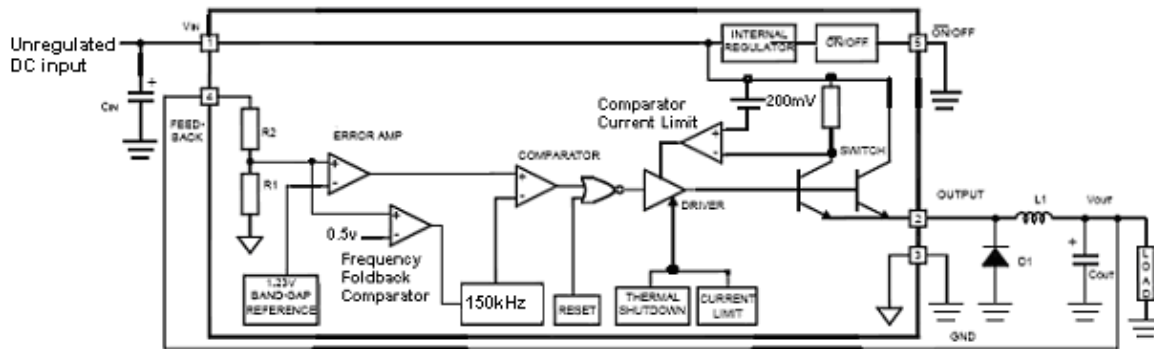 VIN
Unregulated
DC input
1
INTERNAL
REGULATOR
ON/OFF
5
ON/OFF
+
CIN
4
FEED-
BACK
R2
R1
ERROR AMP
+
-
COMPARATOR
+
-
Comparator
Current Limit
200mV
+
-
SWITCH
DRIVER
OUTPUT
2
L1
VOUT
3
D1
+
COUT
LOAD
0.5v
+
-
Frequency
Foldback
Comparator
1.23V
BAND-GAP
REFERENCE
150kHz
RESET
THERMAL
SHUTDOWN
CURRENT
LIMIT
GND